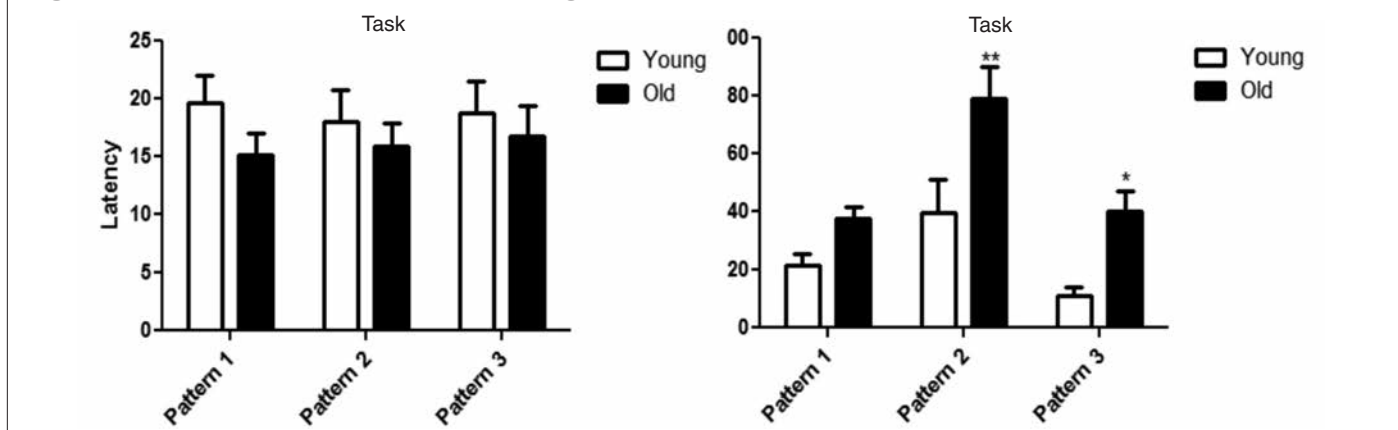 Task
25
20
15
10
5
0
Latency
Young
Old
Pattern 1
Pattern 2
Pattern 3
Task
00
80
60
40
20
0
**
*
Young
Old
Pattern 1
Pattern 2
Pattern 3